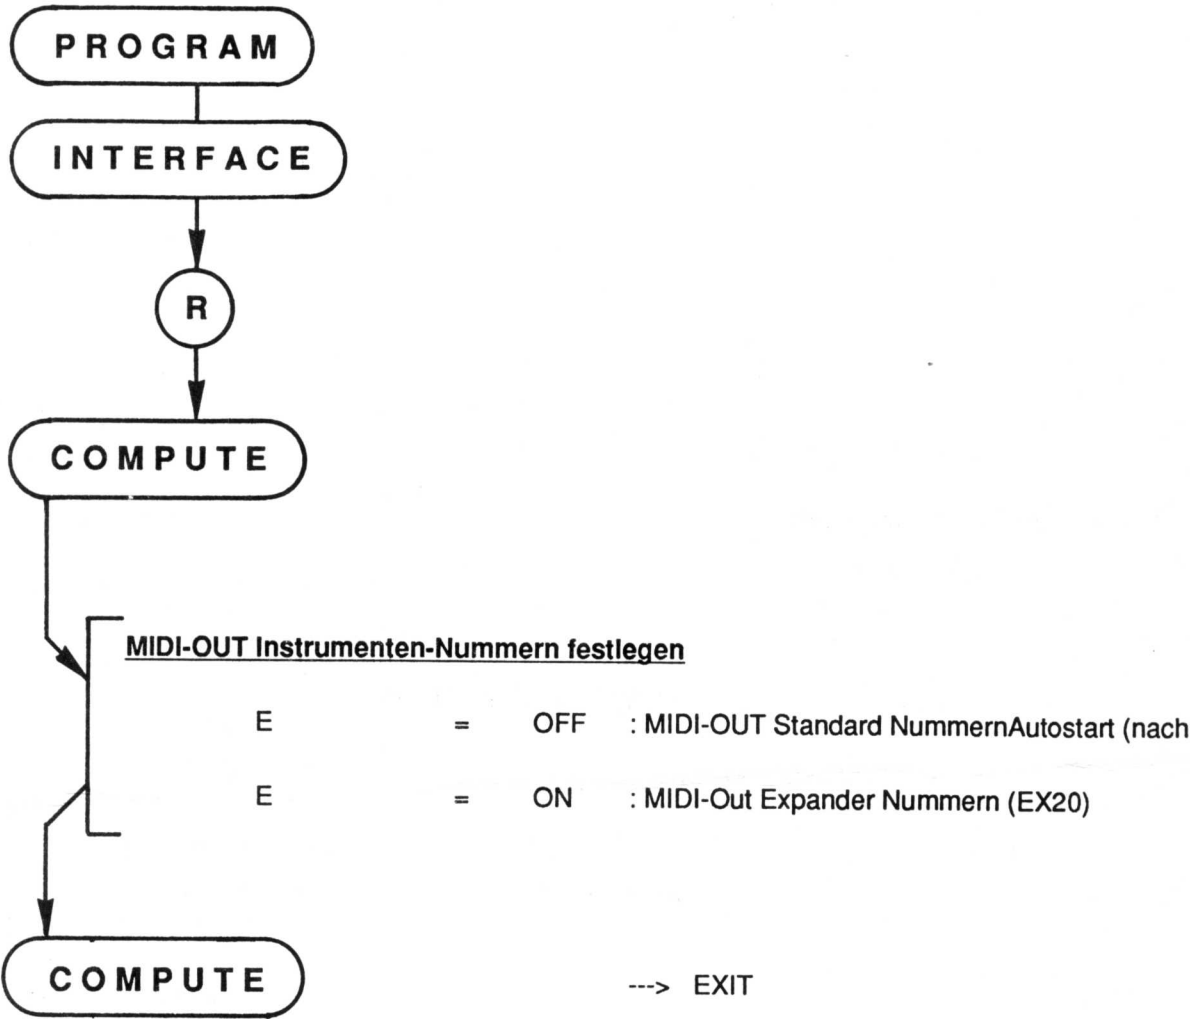 PROGRAM
INTERFACE
R
COMPUTE
MIDI-OUT Instrumenten-Nummern festlegen
E = OFF : MIDI-OUT Standard NummernAutostart (nach
E = ON : MIDI-Out Expander Nummern (EX20)
COMPUTE ---> EXIT